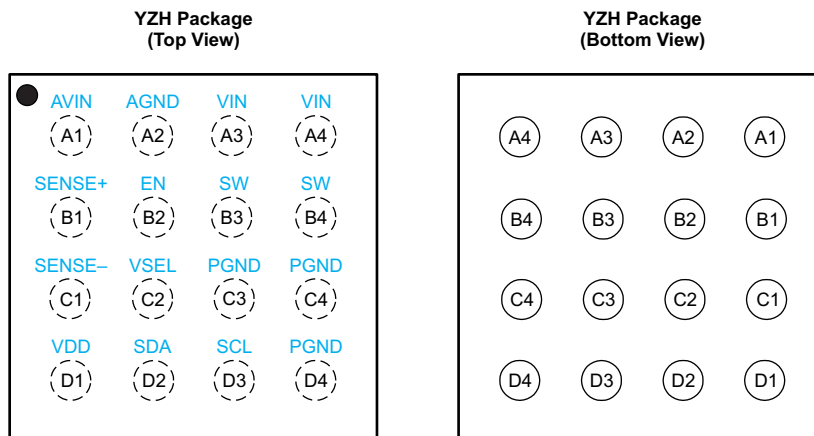 YZH Package
(Top View)
AVIN AGND VIN VIN
A1 A2 A3 A4
SENSE+ EN SW SW
B1 B2 B3 B4
SENSE– VSEL PGND PGND
C1 C2 C3 C4
VDD SDA SCL PGND
D1 D2 D3 D4
YZH Package
(Bottom View)
A4 A3 A2 A1
B4 B3 B2 B1
C4 C3 C2 C1
D4 D3 D2 D1